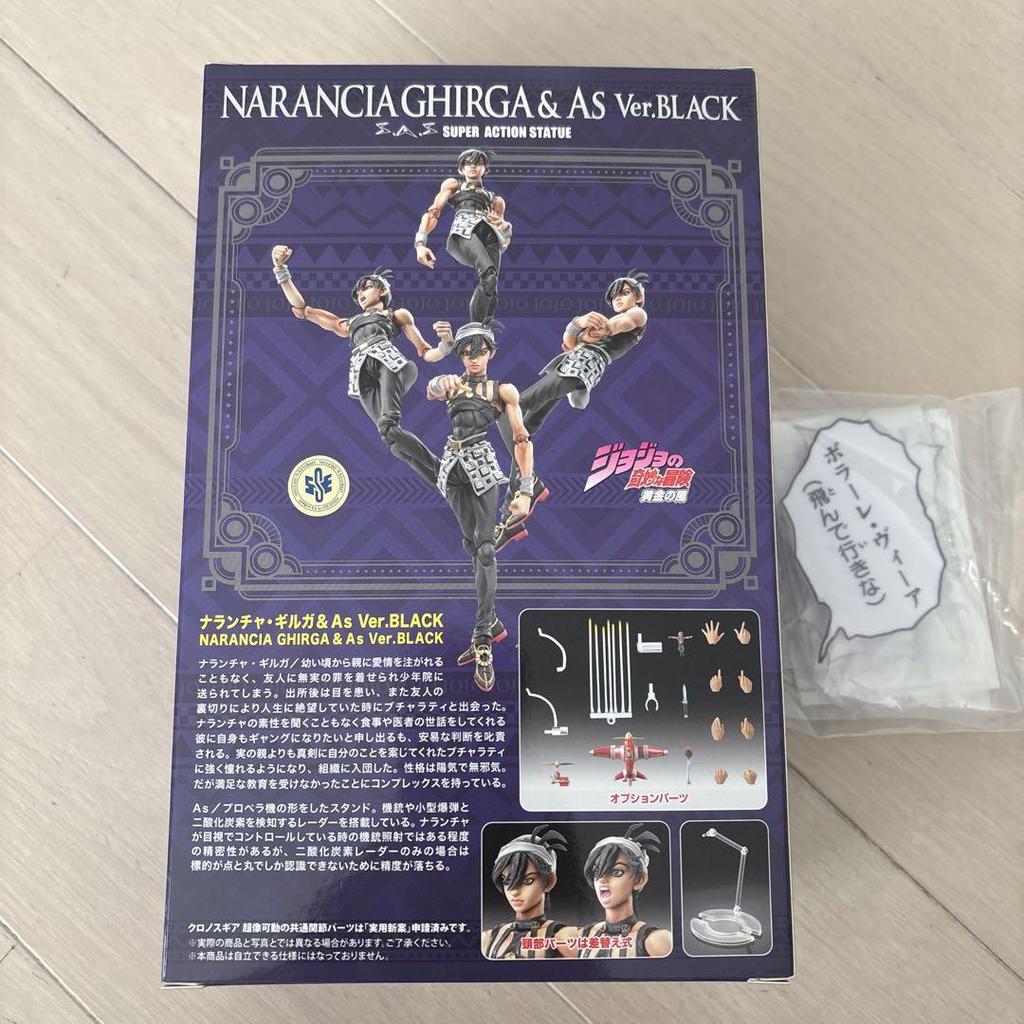 NARANCIA GHIRGA & AS Ver.BLACK
S.A.S SUPER ACTION STATUE
JOJO JOJO
ジョジョの
奇妙な冒険
黄金の風
ナランチャ・ギルガ&As Ver.BLACK
NARANCIA GHIRGA & As Ver.BLACK
ナランチャ・ギルガ/幼い頃から親に愛情を注がれ
ることもなく、友人に無実の罪を着せられ少年院に
送られてしまう。出所後は目を患い、また友人の
裏切りにより人生に絶望していた時にブチャラティと出会った。
ナランチャの素性を聞くこともなく食事や医者の世話をしてくれる
彼に自身もギャングになりたいと申し出るも、安易な判断を叱責
される。実の親よりも真剣に自分のことを案じてくれたブチャラティ
に強く憧れるようになり、組織に入団した。性格は陽気で無邪気。
だが満足な教育を受けなかったことにコンプレックスを持っている。
As/プロペラ機の形をしたスタンド。機銃や小型爆弾と
二酸化炭素を検知するレーダーを搭載している。ナランチャ
が目視でコントロールしている時の機銃照射ではある程度
の精密性があるが、二酸化炭素レーダーのみの場合は
標的が点と丸でしか認識できないために精度が落ちる。
クロノスギア 超像可動の共通関節パーツは「実用新案」申請済みです。
※実際の商品と写真とでは異なる場合があります。ご了承ください。
※本商品は自立できる仕様にはなっておりません。
オプションパーツ
頭部パーツは差替え式
ボラーレ・ヴィーア
(飛んで行きな)
と
い